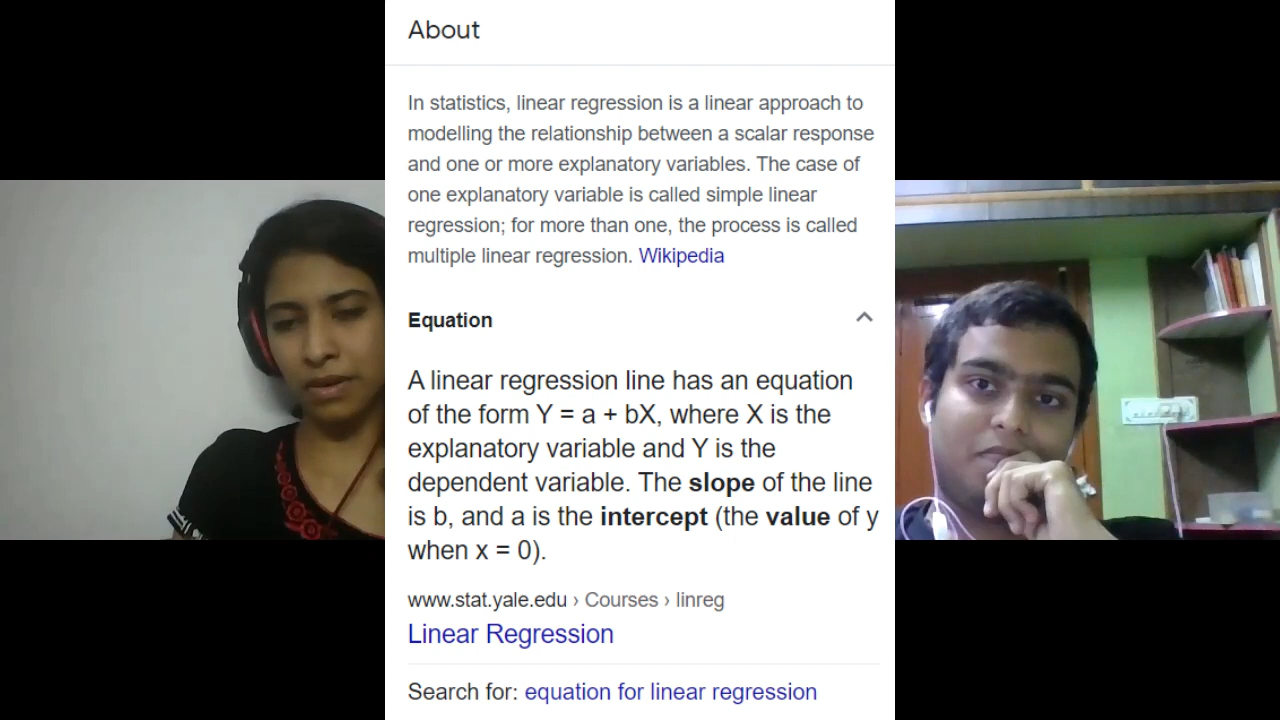 About
In statistics, linear regression is a linear approach to
modelling the relationship between a scalar response
and one or more explanatory variables. The case of
one explanatory variable is called simple linear
regression; for more than one, the process is called
multiple linear regression. Wikipedia
Equation
A linear regression line has an equation
of the form Y = a + bX, where X is the
explanatory variable and Y is the
dependent variable. The slope of the line
is b, and a is the intercept (the value of y
when x = 0).
www.stat.yale.edu › Courses › linreg
Linear Regression
Search for: equation for linear regression